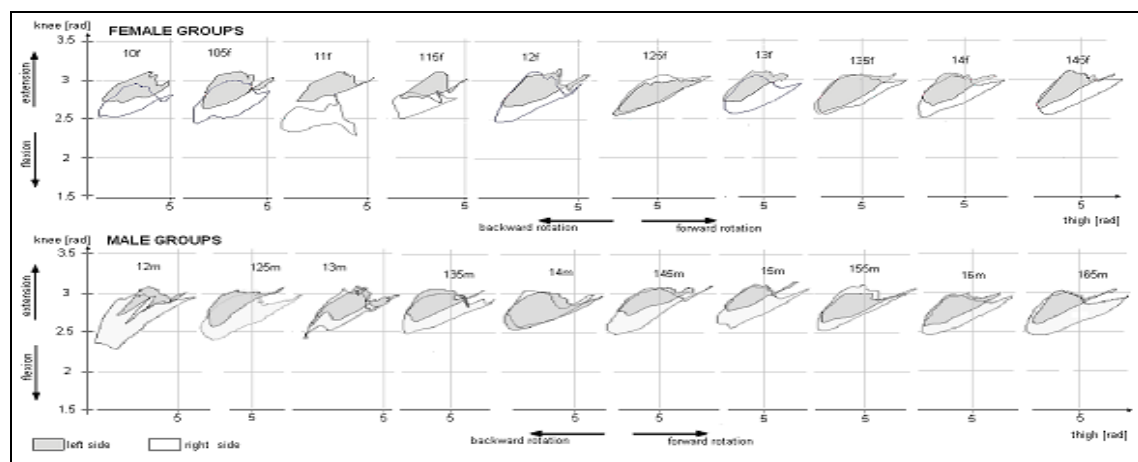 knee [rad] FEMALE GROUPS
3.5
10f 105f 11f 115f 12f 125f 13f 135f 14f 145f
extension
3
2.5
flexion
2
1.5
5 5 5 5 5 5 5 5 5 5
backward rotation forward rotation thigh [rad]
knee [rad] MALE GROUPS
3.5
12m 125m 13m 135m 14m 145m 15m 155m 16m 165m
extension
3
2.5
flexion
2
1.5
5 5 5 5 5 5 5 5 5 5
left side right side backward rotation forward rotation thigh [rad]